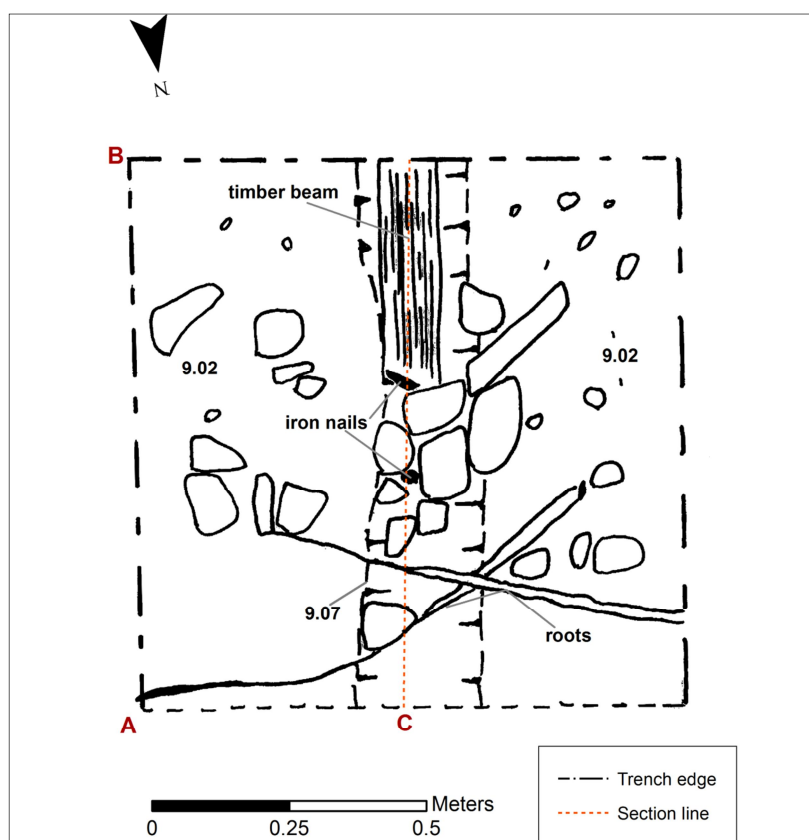 N
B
timber beam
9.02
9.02
iron nails
9.07
roots
A
C
Meters
0
0.25
0.5
Trench edge
Section line